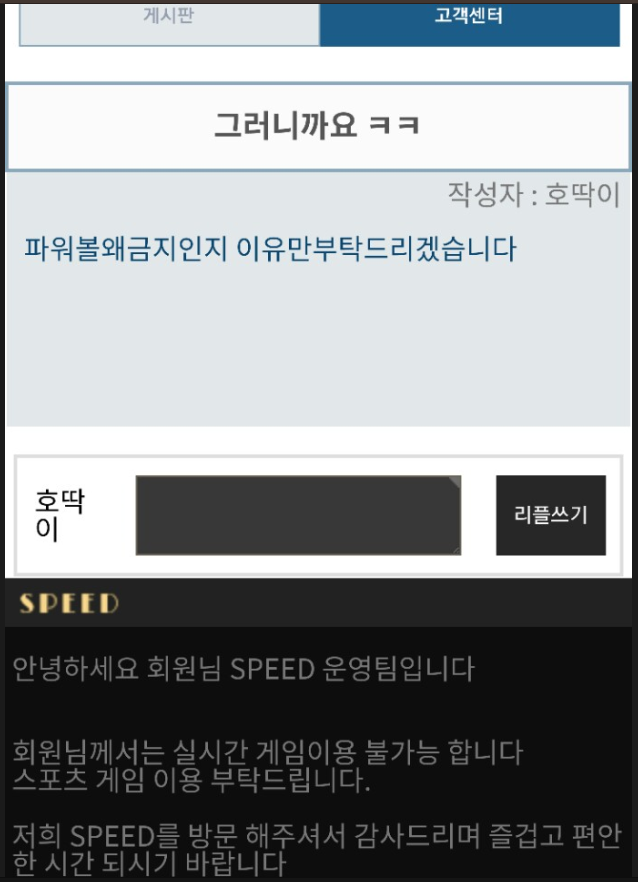 게시판
고객센터
그러니까요 ㅋㅋ
작성자 : 호딱이
파워볼왜금지인지 이유만부탁드리겠습니다
호딱
이
리플쓰기
SPEED
안녕하세요 회원님 SPEED 운영팀입니다
회원님께서는 실시간 게임이용 불가능 합니다
스포츠 게임 이용 부탁드립니다.
저희 SPEED를 방문 해주셔서 감사드리며 즐겁고 편안
한 시간 되시기 바랍니다